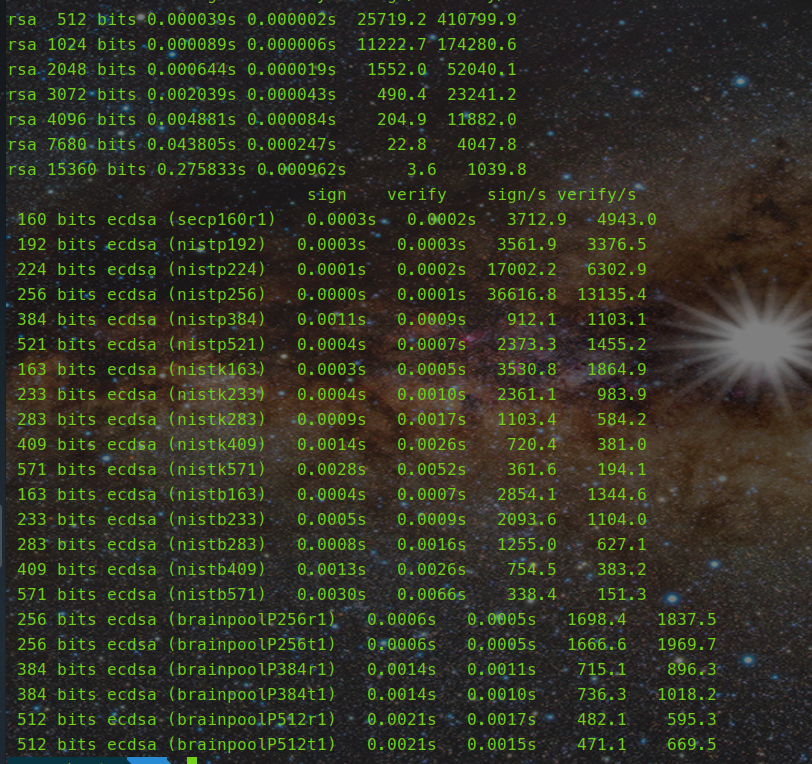 rsa  512 bits 0.000039s 0.000002s  25719.2 410799.9
rsa 1024 bits 0.000089s 0.000006s  11222.7 174280.6
rsa 2048 bits 0.000644s 0.000019s   1552.0  52040.1
rsa 3072 bits 0.002039s 0.000043s    490.4  23241.2
rsa 4096 bits 0.004881s 0.000084s    204.9  11882.0
rsa 7680 bits 0.043805s 0.000247s     22.8   4047.8
rsa 15360 bits 0.275833s 0.000962s      3.6   1039.8
                              sign    verify    sign/s verify/s
 160 bits ecdsa (secp160r1)   0.0003s   0.0002s   3712.9   4943.0
 192 bits ecdsa (nistp192)   0.0003s   0.0003s   3561.9   3376.5
 224 bits ecdsa (nistp224)   0.0001s   0.0002s  17002.2   6302.9
 256 bits ecdsa (nistp256)   0.0000s   0.0001s  36616.8  13135.4
 384 bits ecdsa (nistp384)   0.0011s   0.0009s    912.1   1103.1
 521 bits ecdsa (nistp521)   0.0004s   0.0007s   2373.3   1455.2
 163 bits ecdsa (nistk163)   0.0003s   0.0005s   3530.8   1864.9
 233 bits ecdsa (nistk233)   0.0004s   0.0010s   2361.1    983.9
 283 bits ecdsa (nistk283)   0.0009s   0.0017s   1103.4    584.2
 409 bits ecdsa (nistk409)   0.0014s   0.0026s    720.4    381.0
 571 bits ecdsa (nistk571)   0.0028s   0.0052s    361.6    194.1
 163 bits ecdsa (nistb163)   0.0004s   0.0007s   2854.1   1344.6
 233 bits ecdsa (nistb233)   0.0005s   0.0009s   2093.6   1104.0
 283 bits ecdsa (nistb283)   0.0008s   0.0016s   1255.0    627.1
 409 bits ecdsa (nistb409)   0.0013s   0.0026s    754.5    383.2
 571 bits ecdsa (nistb571)   0.0030s   0.0066s    338.4    151.3
 256 bits ecdsa (brainpoolP256r1)   0.0006s   0.0005s   1698.4   1837.5
 256 bits ecdsa (brainpoolP256t1)   0.0006s   0.0005s   1666.6   1969.7
 384 bits ecdsa (brainpoolP384r1)   0.0014s   0.0011s    715.1    896.3
 384 bits ecdsa (brainpoolP384t1)   0.0014s   0.0010s    736.3   1018.2
 512 bits ecdsa (brainpoolP512r1)   0.0021s   0.0017s    482.1    595.3
 512 bits ecdsa (brainpoolP512t1)   0.0021s   0.0015s    471.1    669.5